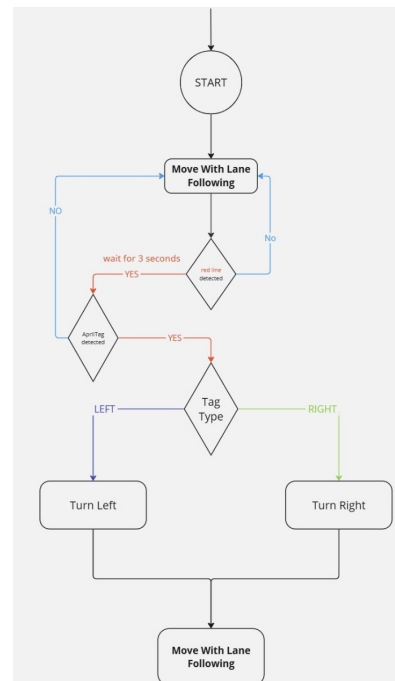 START
Move With Lane
Following
NO
No
red line
detected
wait for 3 seconds
YES
AprilTag
detected
YES
Tag
Type
LEFT
RIGHT
Turn Left
Turn Right
Move With Lane
Following